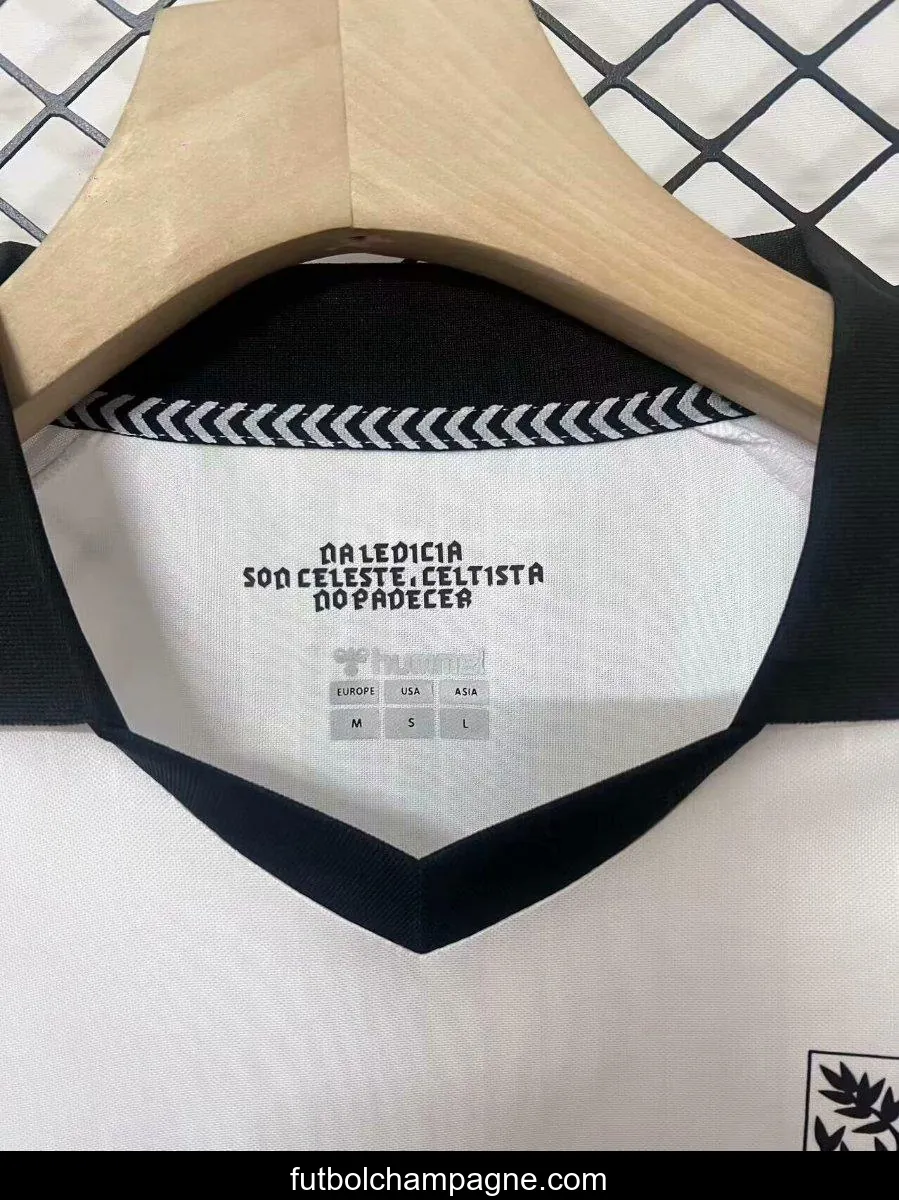 NA LEDICIA
SON CELESTE, CELTISTA
NO PADECER
hummel
EUROPE USA ASIA
M S L
futbolchampagne.com